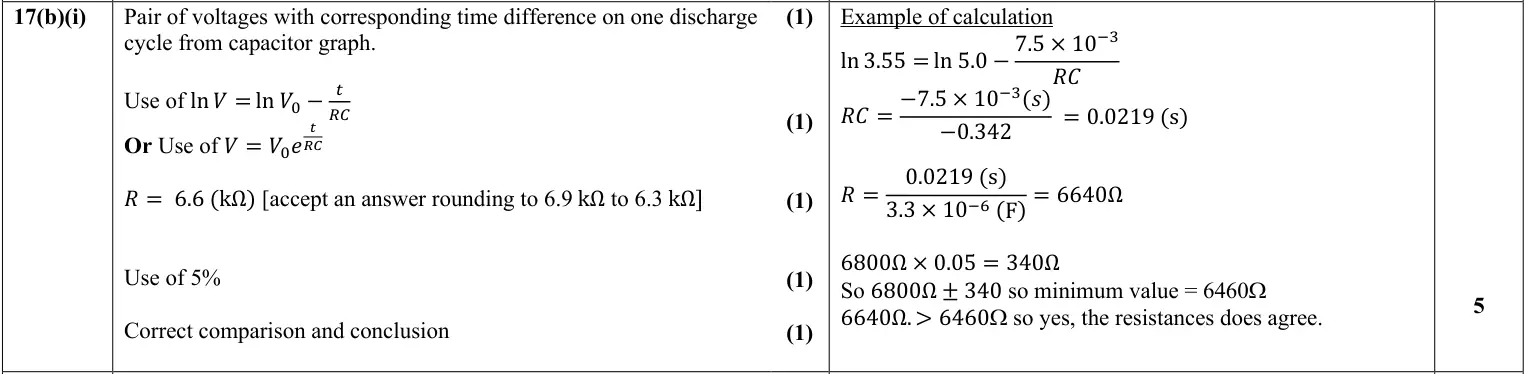 17(b)(i)
Pair of voltages with corresponding time difference on one discharge (1)
cycle from capacitor graph.
Use of ln V = ln V₀ − t/RC
(1)
Or Use of V = V₀e^(t/RC)
R = 6.6 (kΩ) [accept an answer rounding to 6.9 kΩ to 6.3 kΩ] (1)
Use of 5% (1)
Correct comparison and conclusion (1)
Example of calculation
ln 3.55 = ln 5.0 − 7.5 × 10⁻³/RC
RC = −7.5 × 10⁻³(s)/−0.342 = 0.0219 (s)
R = 0.0219 (s)/3.3 × 10⁻⁶ (F) = 6640Ω
6800Ω × 0.05 = 340Ω
So 6800Ω ± 340 so minimum value = 6460Ω
6640Ω. > 6460Ω so yes, the resistances does agree.
5